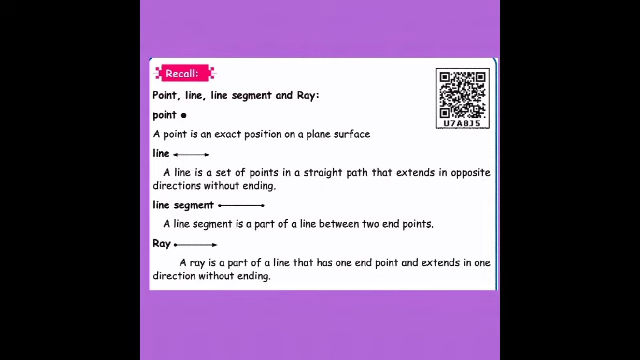 Recall:
Point, line, line segment and Ray:
point
A point is an exact position on a plane surface
line
A line is a set of points in a straight path that extends in opposite
directions without ending.
line segment
A line segment is a part of a line between two end points.
Ray
A ray is a part of a line that has one end point and extends in one
direction without ending.
U7A8J5